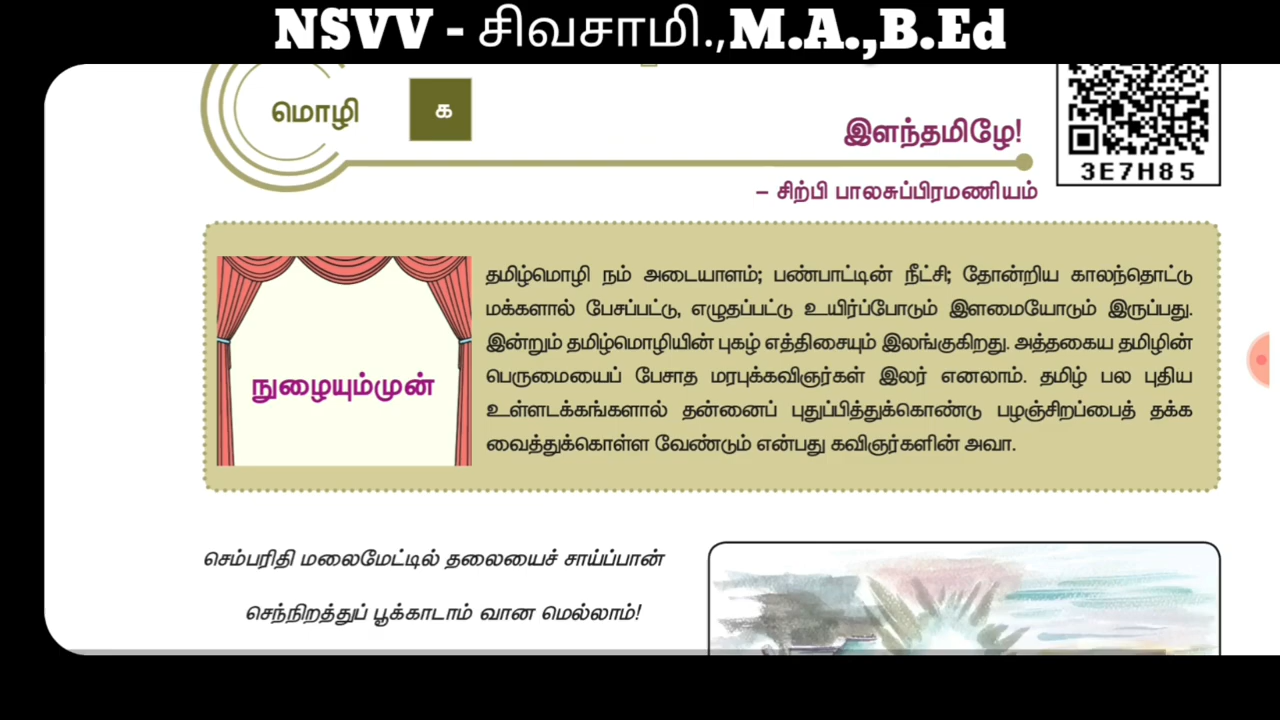 NSVV - சிவசாமி.,M.A.,B.Ed
மொழி
க
இளந்தமிழே!
3E7H85
– சிற்பி பாலசுப்பிரமணியம்
நுழையும்முன்
தமிழ்மொழி நம் அடையாளம்; பண்பாட்டின் நீட்சி; தோன்றிய காலந்தொட்டு
மக்களால் பேசப்பட்டு, எழுதப்பட்டு உயிர்ப்போடும் இளமையோடும் இருப்பது.
இன்றும் தமிழ்மொழியின் புகழ் எத்திசையும் இலங்குகிறது. அத்தகைய தமிழின்
பெருமையைப் பேசாத மரபுக்கவிஞர்கள் இலர் எனலாம். தமிழ் பல புதிய
உள்ளடக்கங்களால் தன்னைப் புதுப்பித்துக்கொண்டு பழஞ்சிறப்பைத் தக்க
வைத்துக்கொள்ள வேண்டும் என்பது கவிஞர்களின் அவா.
செம்பரிதி மலைமேட்டில் தலையைச் சாய்ப்பான்
செந்நிறத்துப் பூக்காடாம் வான மெல்லாம்!